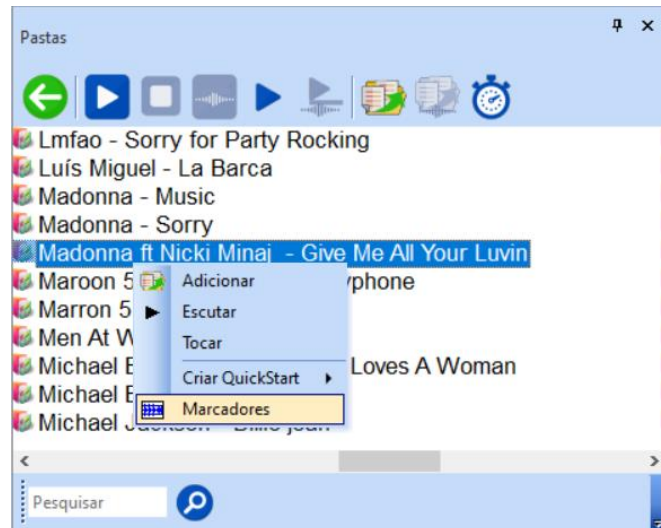 Pastas
Lmfao - Sorry for Party Rocking
Luís Miguel - La Barca
Madonna - Music
Madonna - Sorry
Madonna ft Nicki Minaj - Give Me All Your Luvin
Maroon 5 phone
Adicionar
Marron 5
Escutar
Men At
Tocar
Michael Loves A Woman
Criar QuickStart
Michael
Marcadores
Michael
Pesquisar